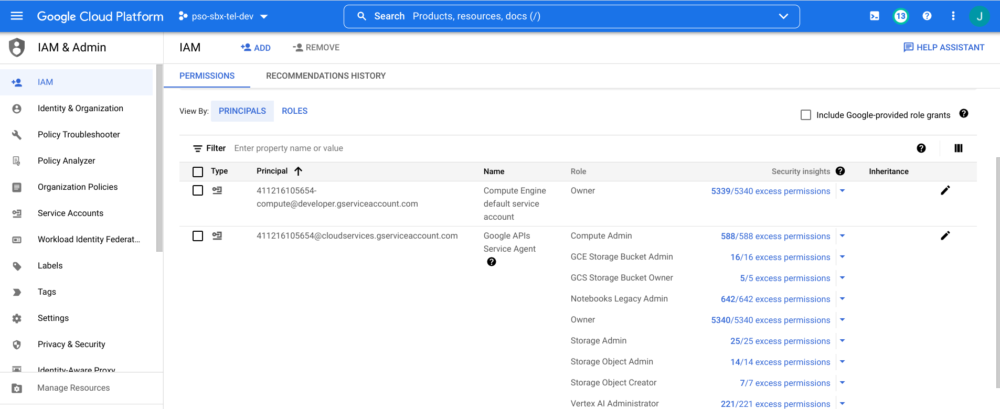 Google Cloud Platform
pso-sbx-tel-dev
Search Products, resources, docs (/)
13
J
IAM & Admin
IAM
ADD
REMOVE
HELP ASSISTANT
IAM
Identity & Organization
Policy Troubleshooter
Policy Analyzer
Organization Policies
Service Accounts
Workload Identity Federat...
Labels
Tags
Settings
Privacy & Security
Identity-Aware Proxy
Manage Resources
PERMISSIONS
RECOMMENDATIONS HISTORY
View By: PRINCIPALS ROLES
Include Google-provided role grants
Filter Enter property name or value
Type Principal Name Role Security insights Inheritance
411216105654-
compute@developer.gserviceaccount.com
Compute Engine
default service
account
Owner
5339/5340 excess permissions
411216105654@cloudservices.gserviceaccount.com
Google APIs
Service Agent
Compute Admin 588/588 excess permissions
GCE Storage Bucket Admin 16/16 excess permissions
GCS Storage Bucket Owner 5/5 excess permissions
Notebooks Legacy Admin 642/642 excess permissions
Owner 5340/5340 excess permissions
Storage Admin 25/25 excess permissions
Storage Object Admin 14/14 excess permissions
Storage Object Creator 7/7 excess permissions
Vertex AI Administrator 221/221 excess permissions